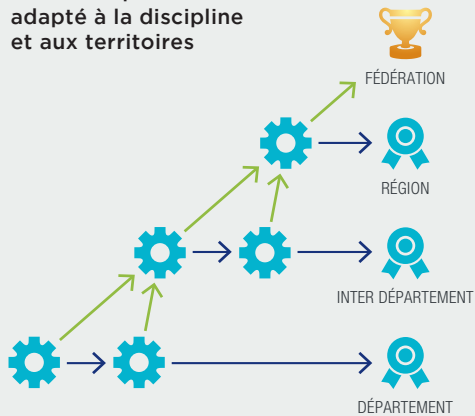 adapté à la discipline
et aux territoires
FÉDÉRATION
RÉGION
INTER DÉPARTEMENT
DÉPARTEMENT